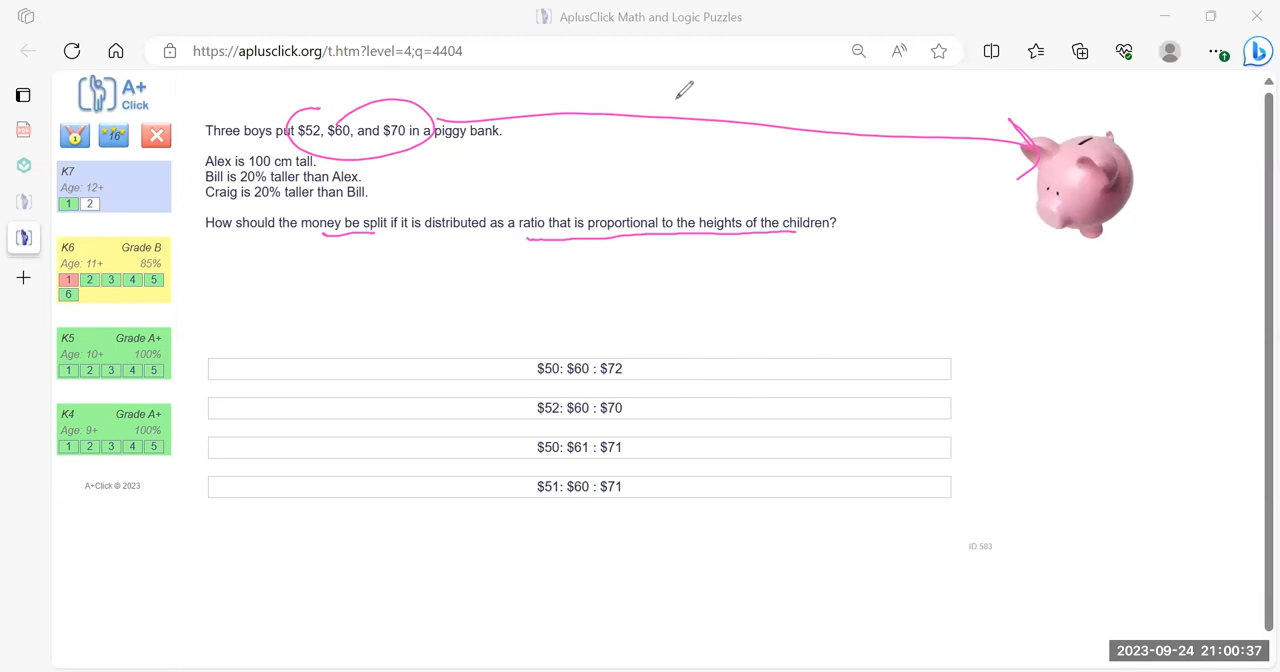 AplusClick Math and Logic Puzzles
https://aplusclick.org/t.htm?level=4;q=4404
A+
Click
Three boys put $52, $60, and $70 in a piggy bank.
Alex is 100 cm tall.
Bill is 20% taller than Alex.
Craig is 20% taller than Bill.
How should the money be split if it is distributed as a ratio that is proportional to the heights of the children?
1
16
K7
Age: 12+
1 2
K6 Grade B
Age: 11+ 85%
1 2 3 4 5
6
K5 Grade A+
Age: 10+ 100%
1 2 3 4 5
K4 Grade A+
Age: 9+ 100%
1 2 3 4 5
A+Click © 2023
$50: $60 : $72
$52: $60 : $70
$50: $61 : $71
$51: $60 : $71
ID 583
2023-09-24 21:00:37